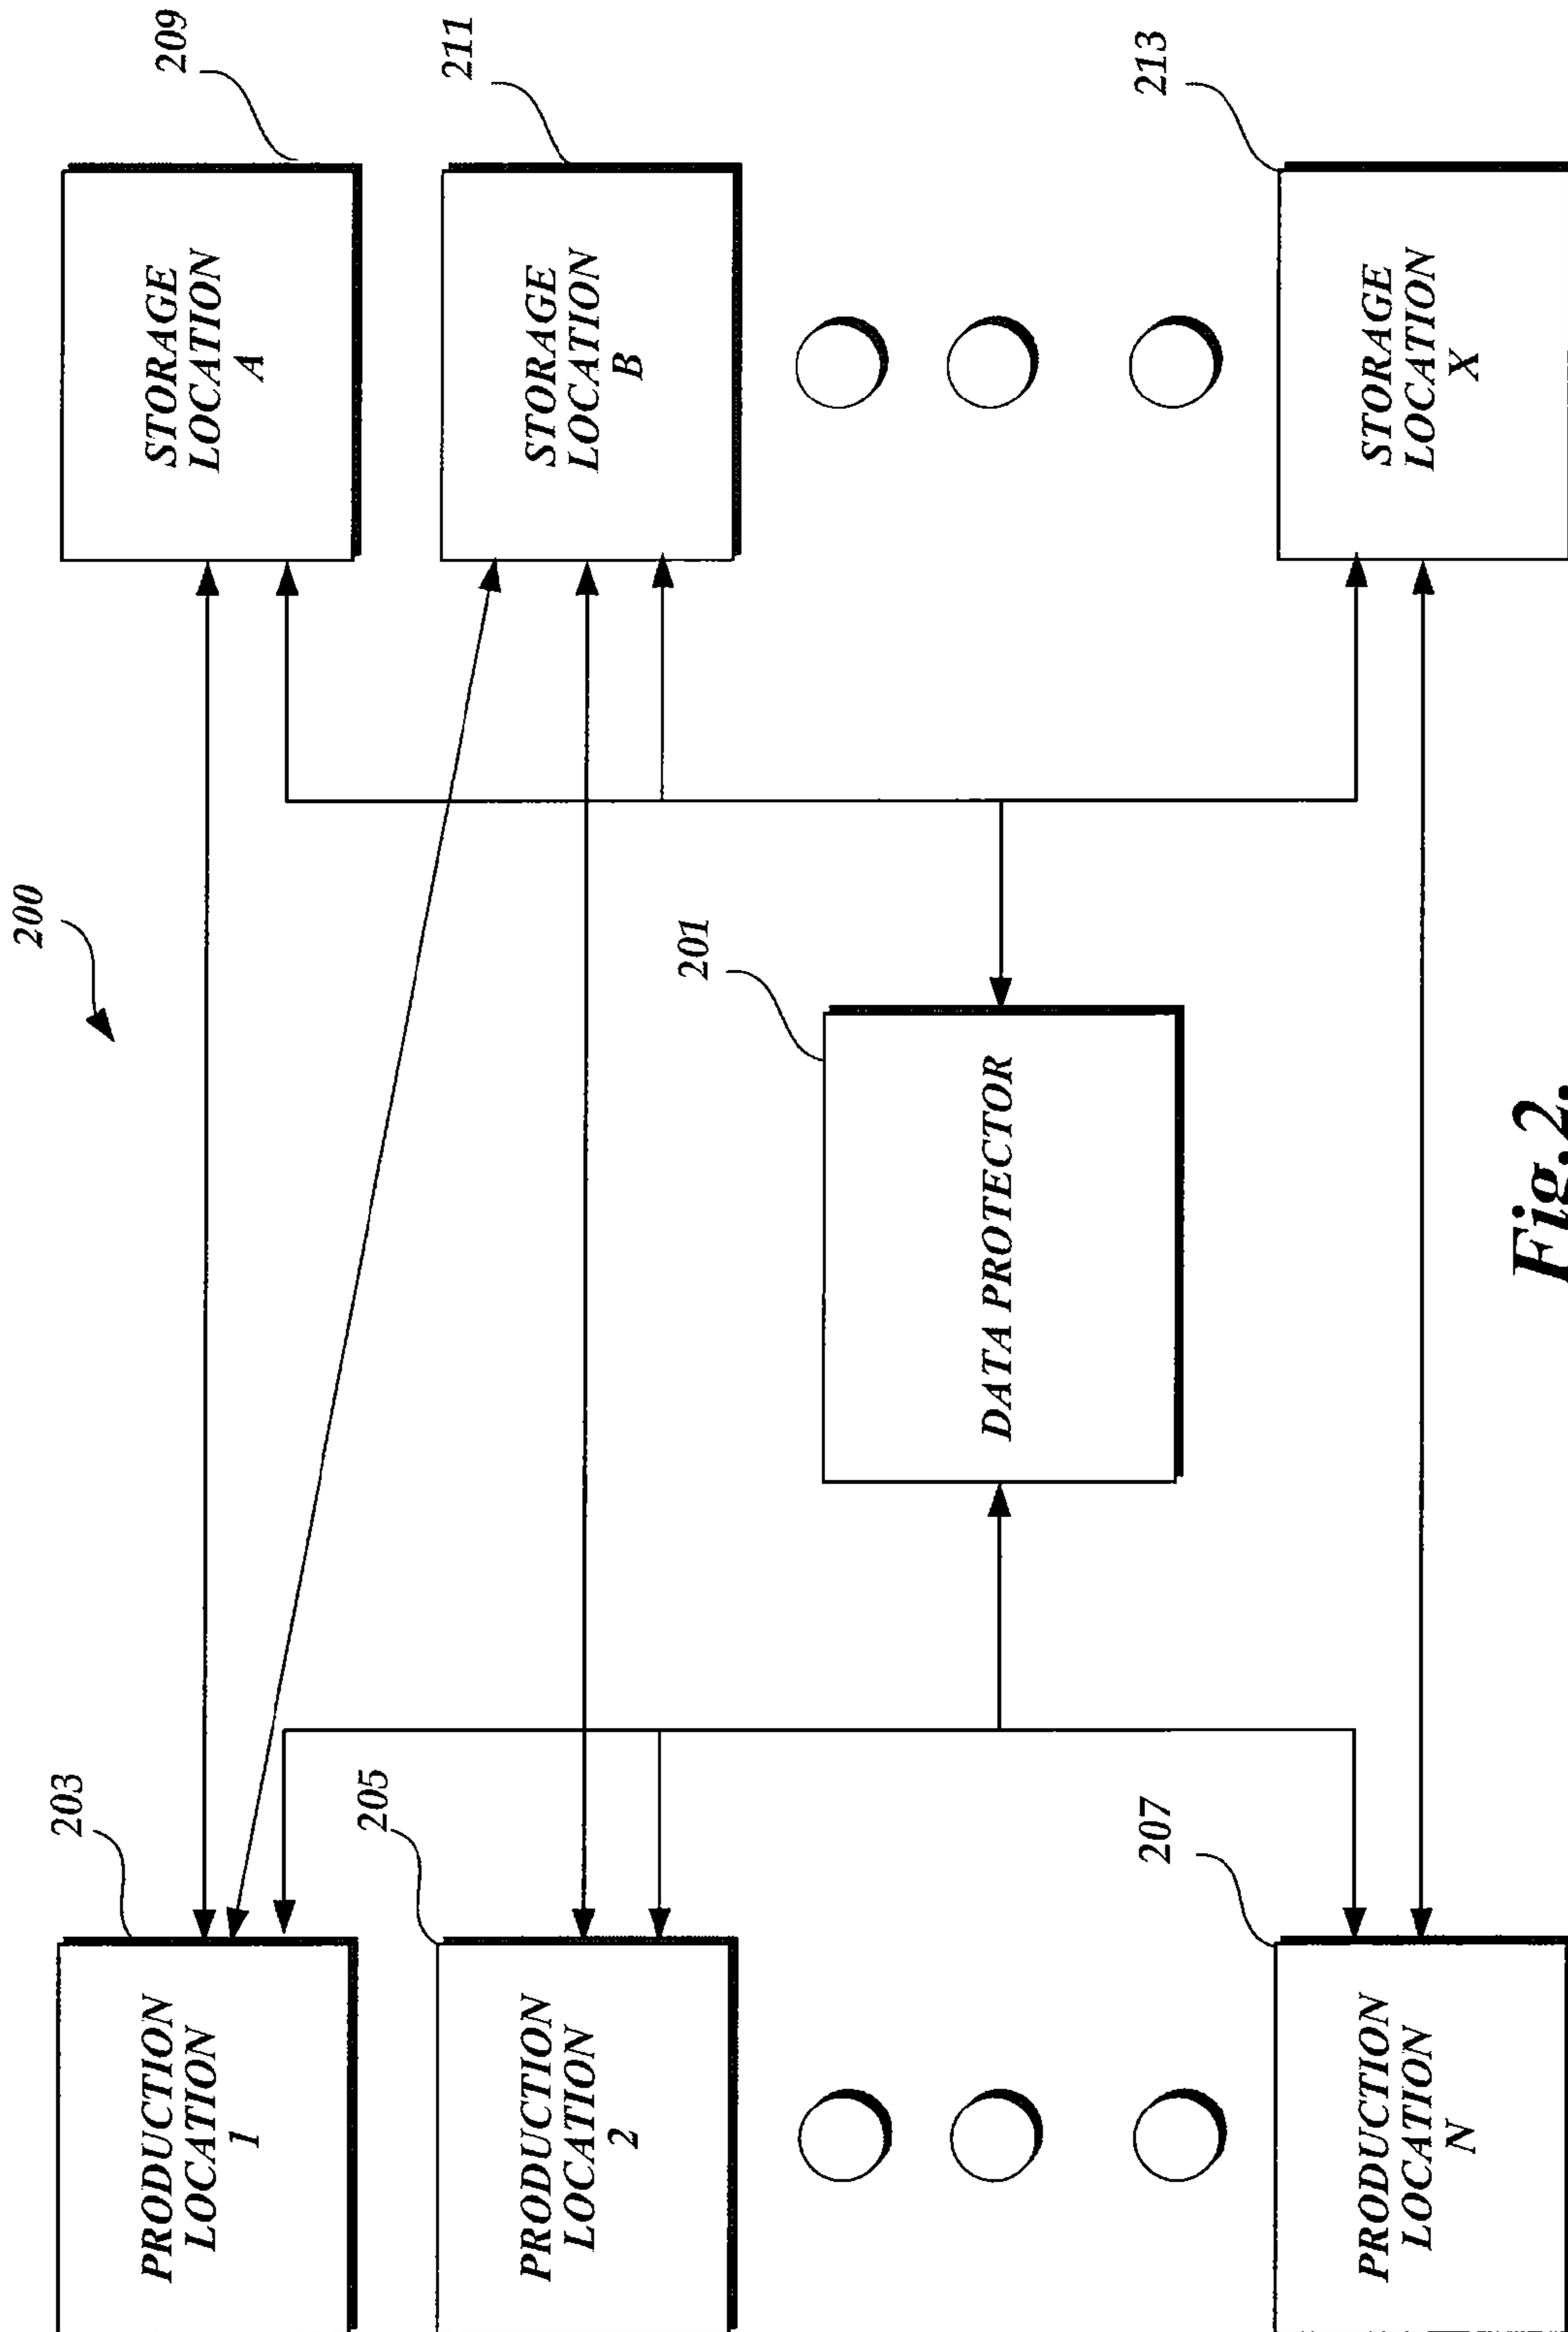 200
203
209
PRODUCTION
LOCATION
1
STORAGE
LOCATION
A
205
211
PRODUCTION
LOCATION
2
STORAGE
LOCATION
B
201
DATA PROTECTOR
207
213
PRODUCTION
LOCATION
N
STORAGE
LOCATION
X
Fig.2.